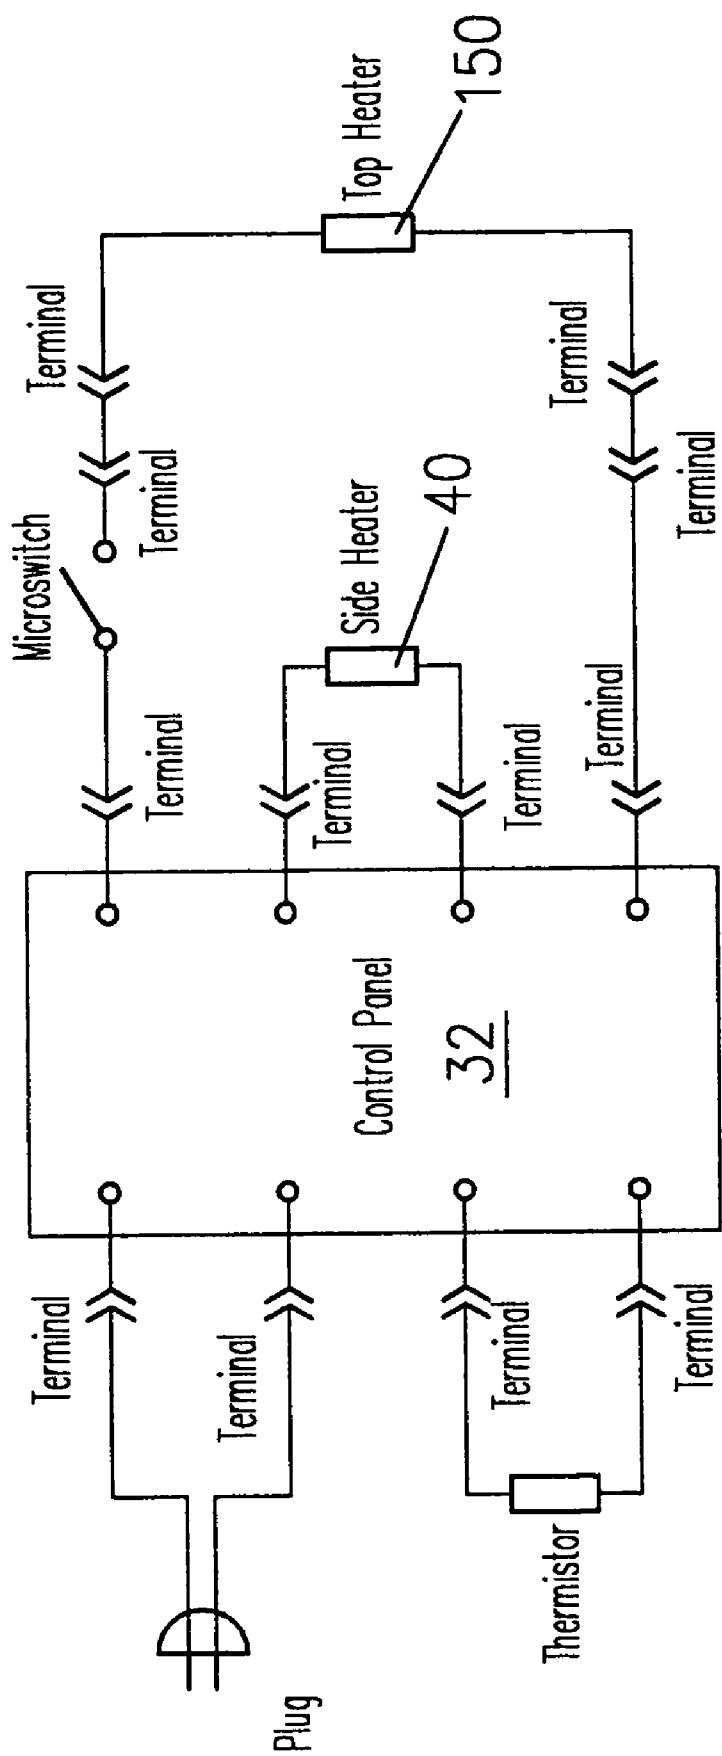 Microswitch
Terminal
Terminal
Terminal
Terminal
Terminal
Plug
Terminal
Control Panel
Side Heater
Top Heater
32
40
150
Terminal
Terminal
Thermistor
Terminal
Terminal
Terminal
Terminal